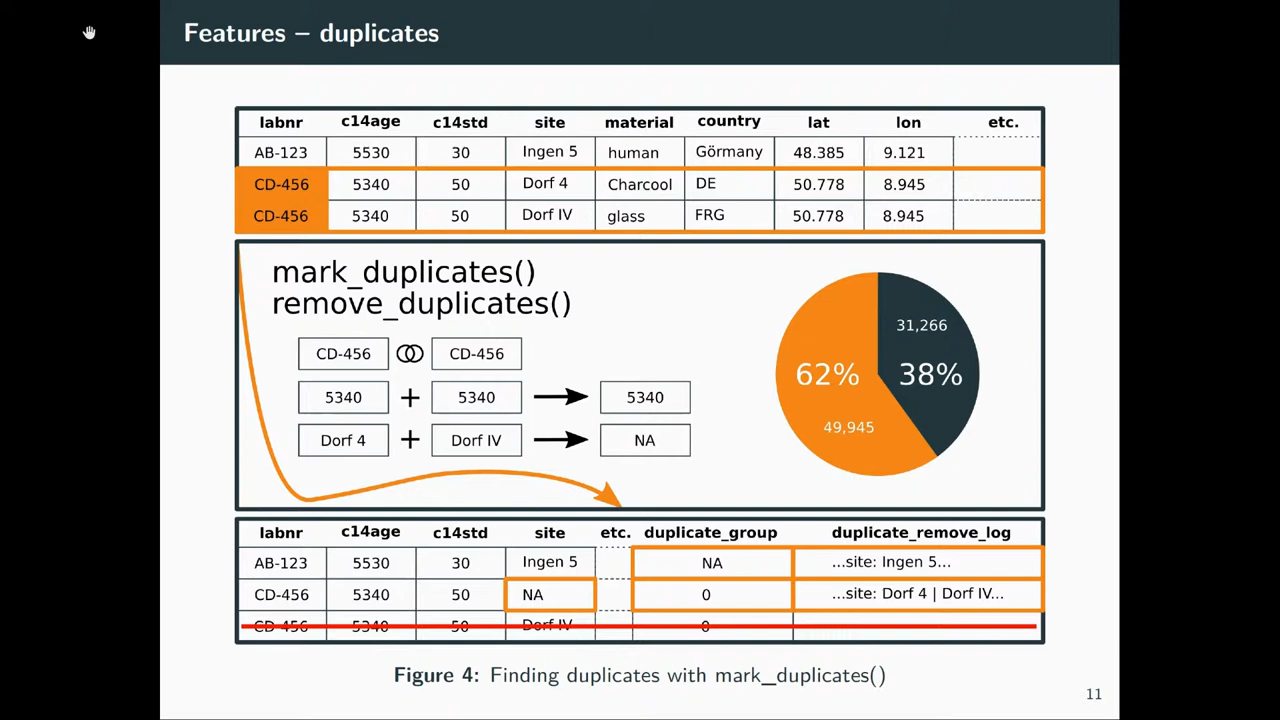 Features – duplicates
labnr c14age c14std site material country lat lon etc.
AB-123 5530 30 Ingen 5 human Görmany 48.385 9.121
CD-456 5340 50 Dorf 4 Charcool DE 50.778 8.945
CD-456 5340 50 Dorf IV glass FRG 50.778 8.945
mark_duplicates()
remove_duplicates()
CD-456 CD-456
5340 + 5340 5340
Dorf 4 + Dorf IV NA
31,266
62% 38%
49,945
labnr c14age c14std site etc. duplicate_group duplicate_remove_log
AB-123 5530 30 Ingen 5 NA ...site: Ingen 5...
CD-456 5340 50 NA 0 ...site: Dorf 4 | Dorf IV...
CD-456 5340 50 Dorf IV 0
Figure 4: Finding duplicates with mark_duplicates()
11